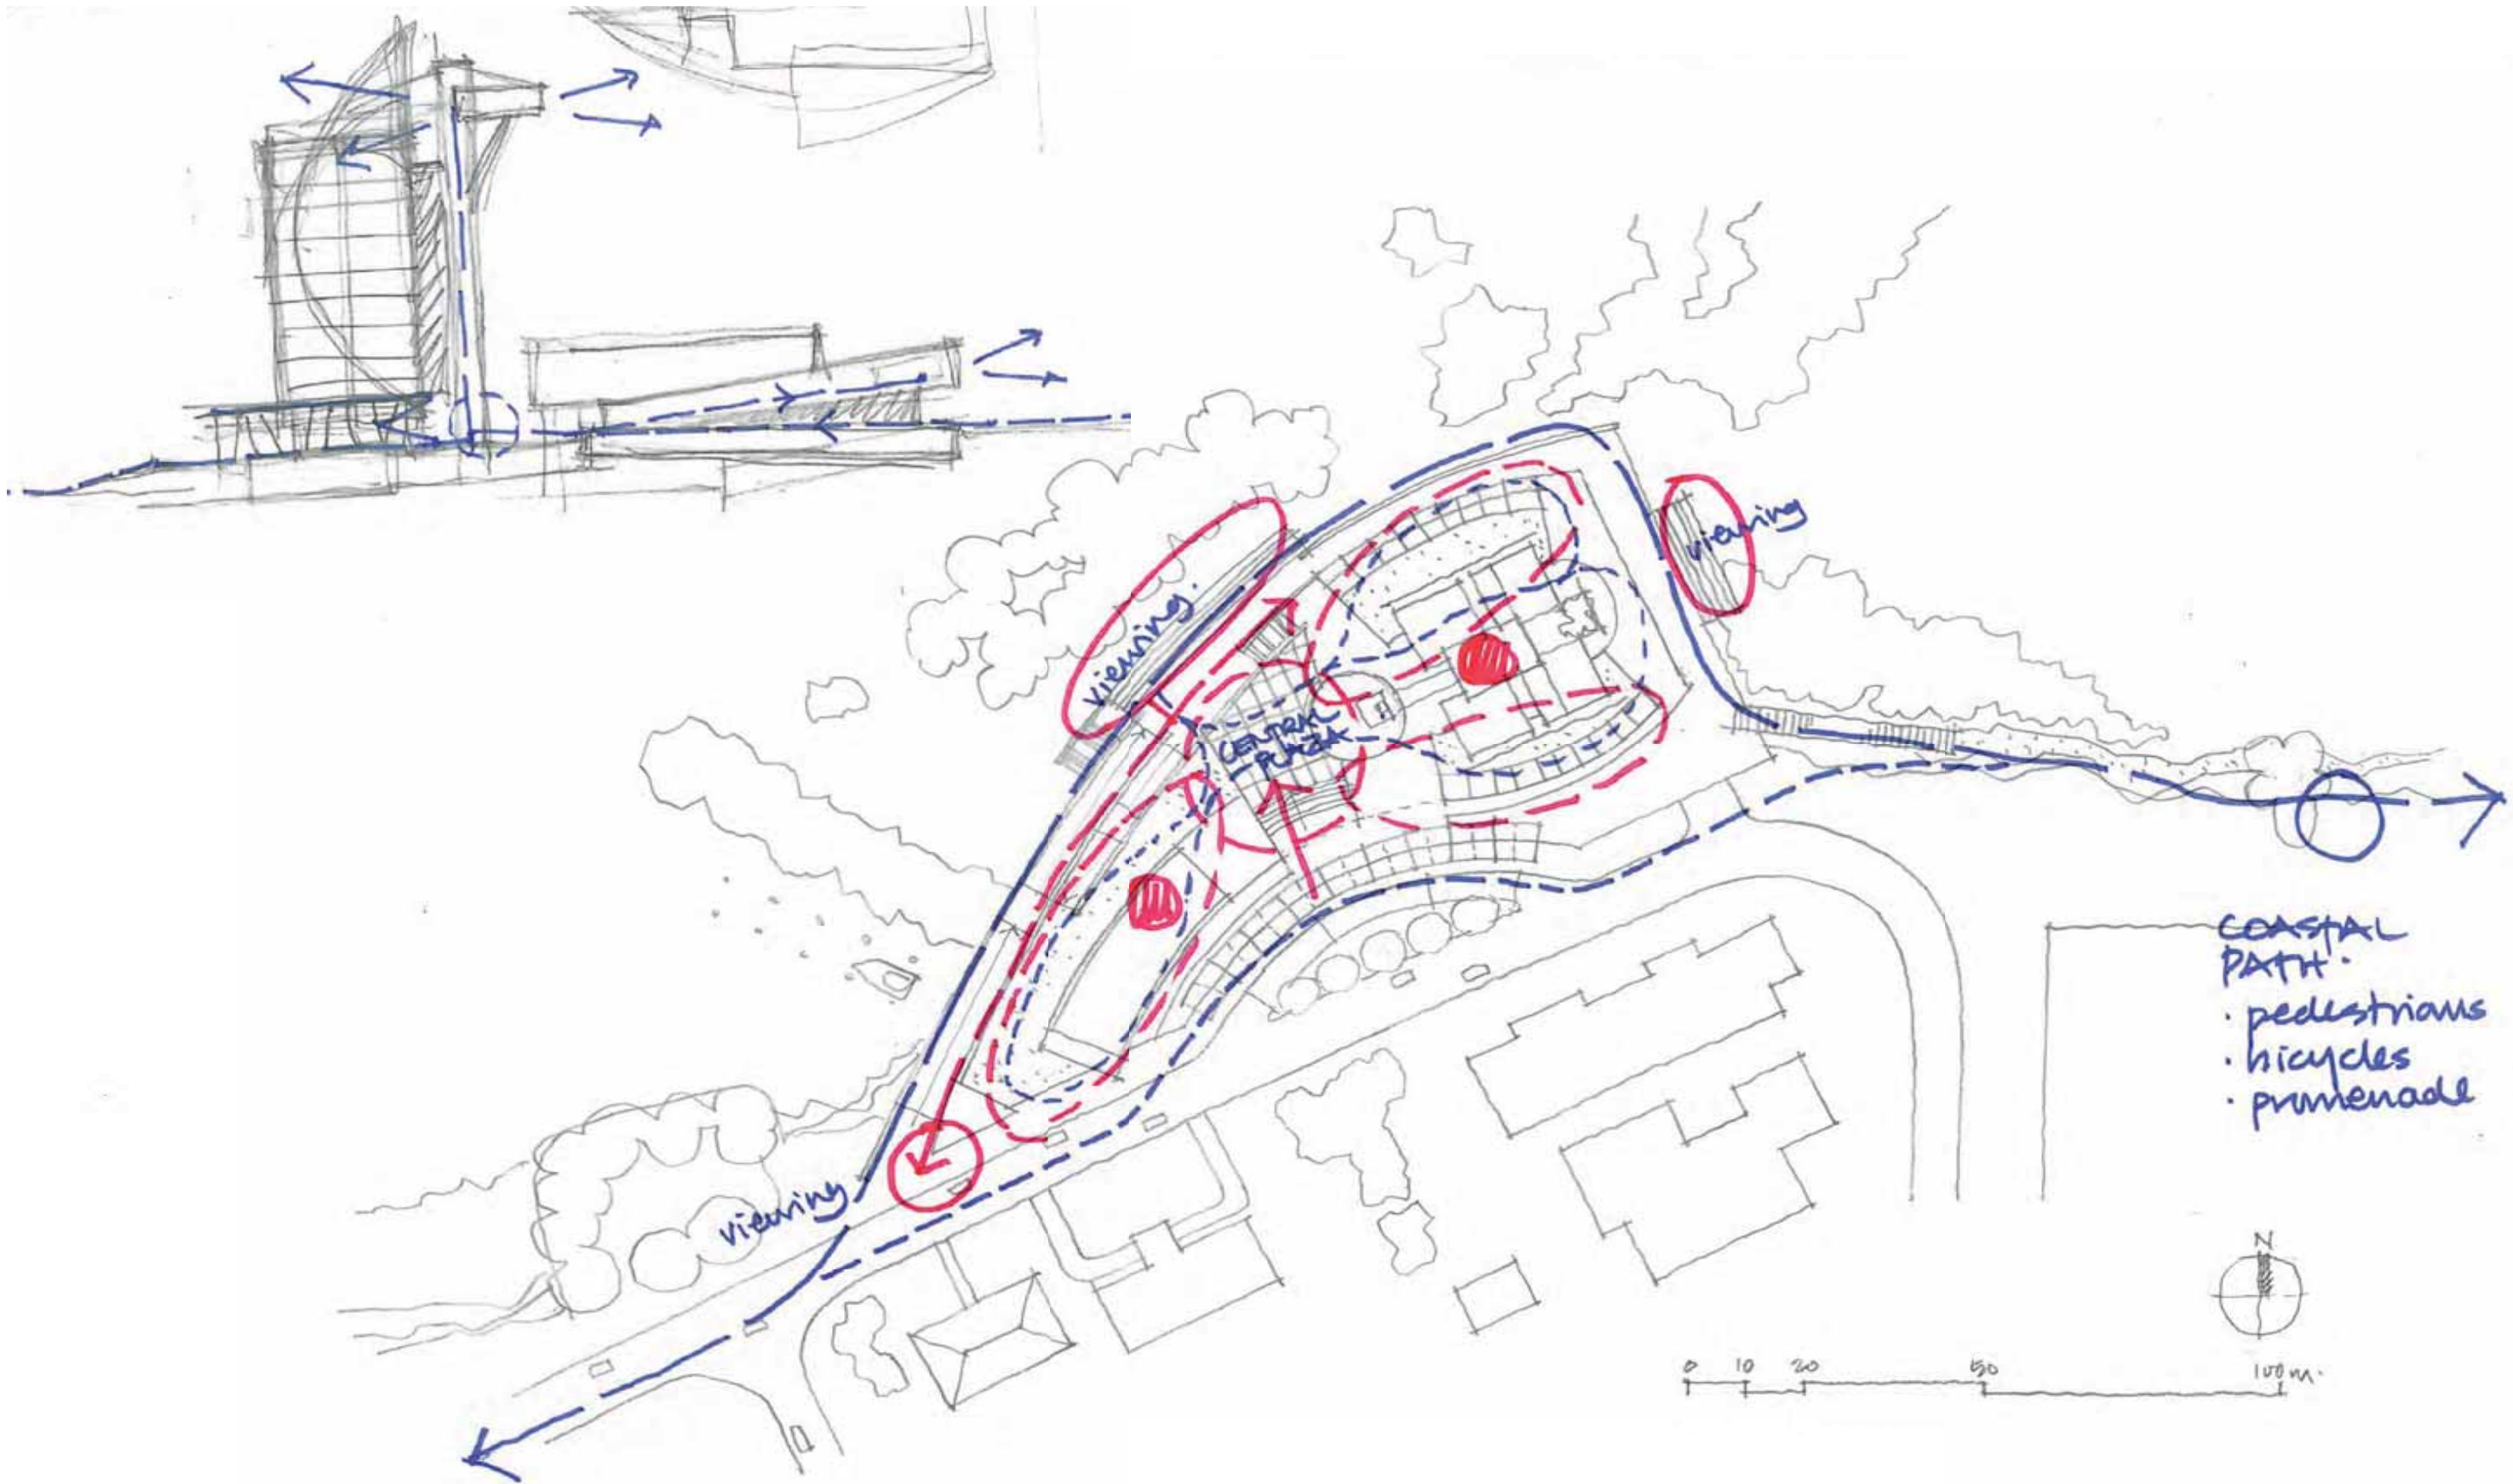 viewing
viewing.
CENTRAL
PLAZA
COASTAL
PATH.
· pedestrians
· bicycles
· promenade
viewing
N
0 10 20 50 100m.